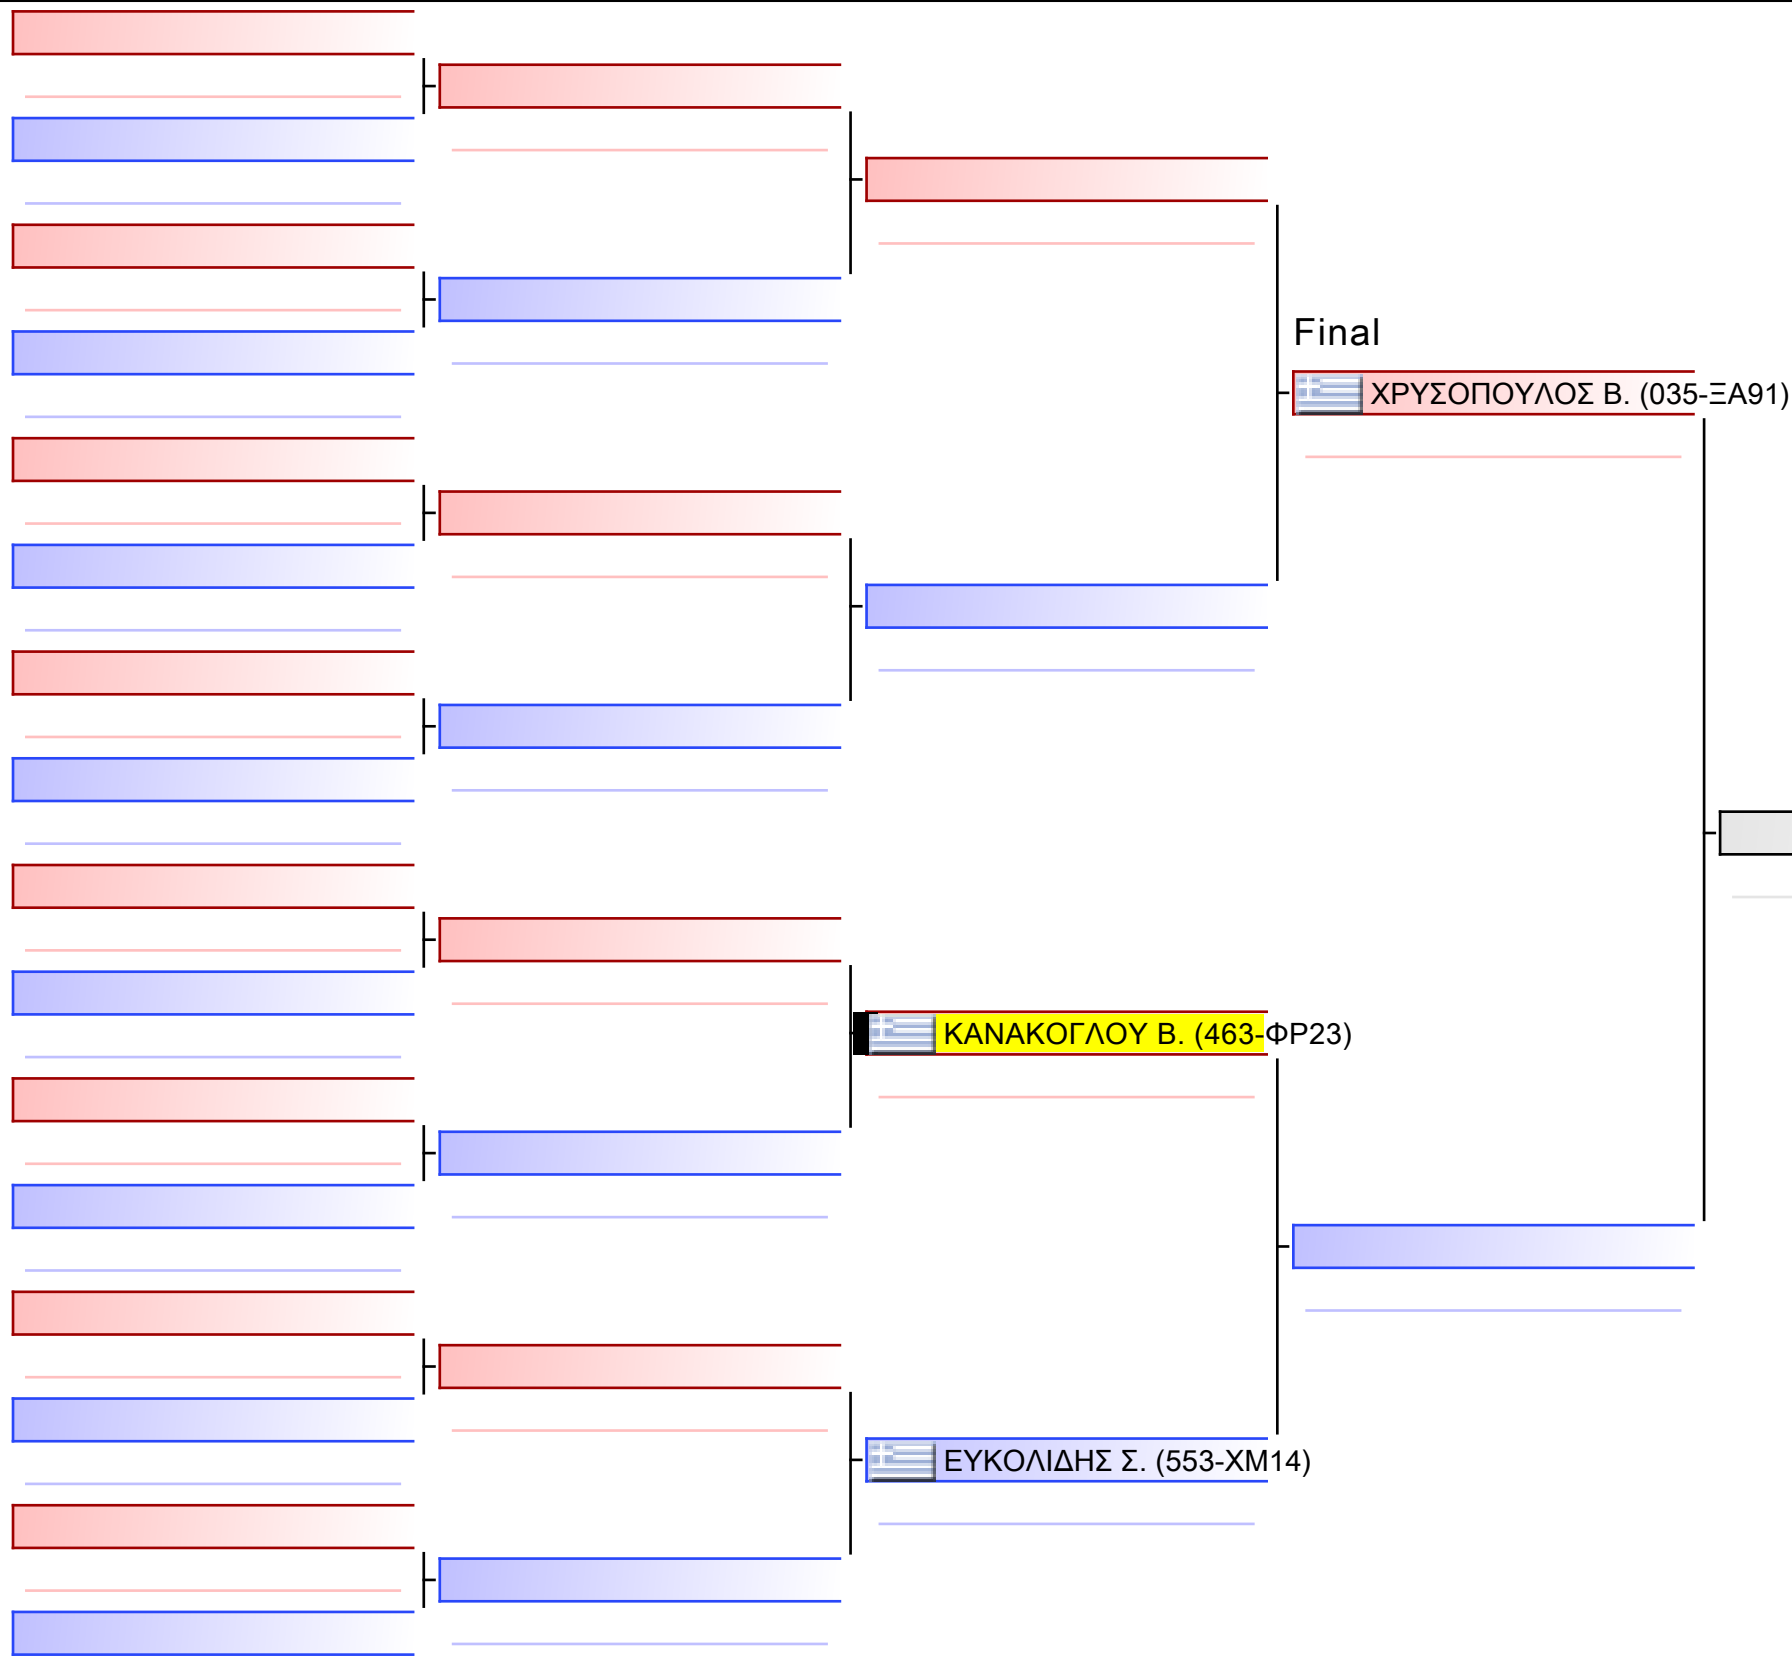 Final
ΧΡΥΣΟΠΟΥΛΟΣ Β. (035-ΞΑ91)
ΚΑΝΑΚΟΓΛΟΥ Β. (463-ΦΡ23)
ΕΥΚΟΛΙΔΗΣ Σ. (553-ΧΜ14)